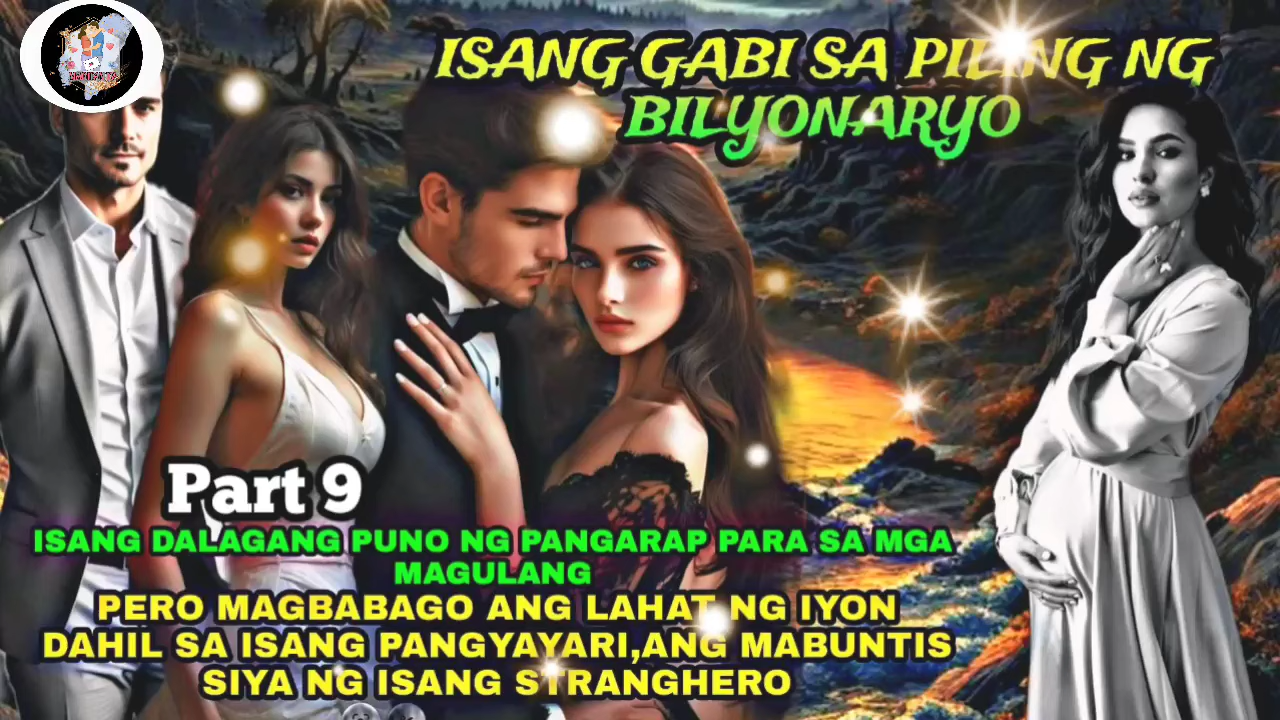 ISANG GABI SA PILING NG
BILYONARYO
Part 9
ISANG DALAGANG PUNO NG PANGARAP PARA SA MGA
MAGULANG
PERO MAGBABAGO ANG LAHAT NG IYON
DAHIL SA ISANG PANGYAYARI,ANG MABUNTIS
SIYA NG ISANG STRANGHERO